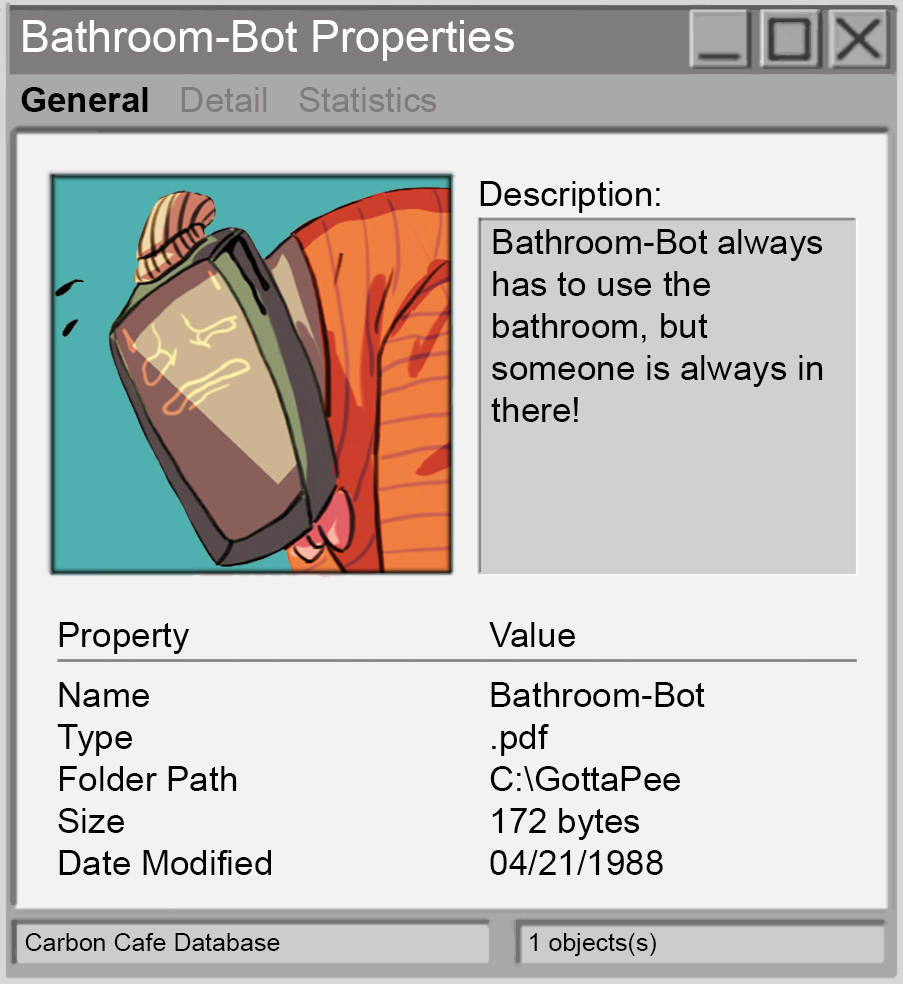 Bathroom-Bot Properties
General Detail Statistics
Description:
Bathroom-Bot always
has to use the
bathroom, but
someone is always in
there!
Property Value
Name Bathroom-Bot
Type .pdf
Folder Path C:\GottaPee
Size 172 bytes
Date Modified 04/21/1988
Carbon Cafe Database 1 objects(s)